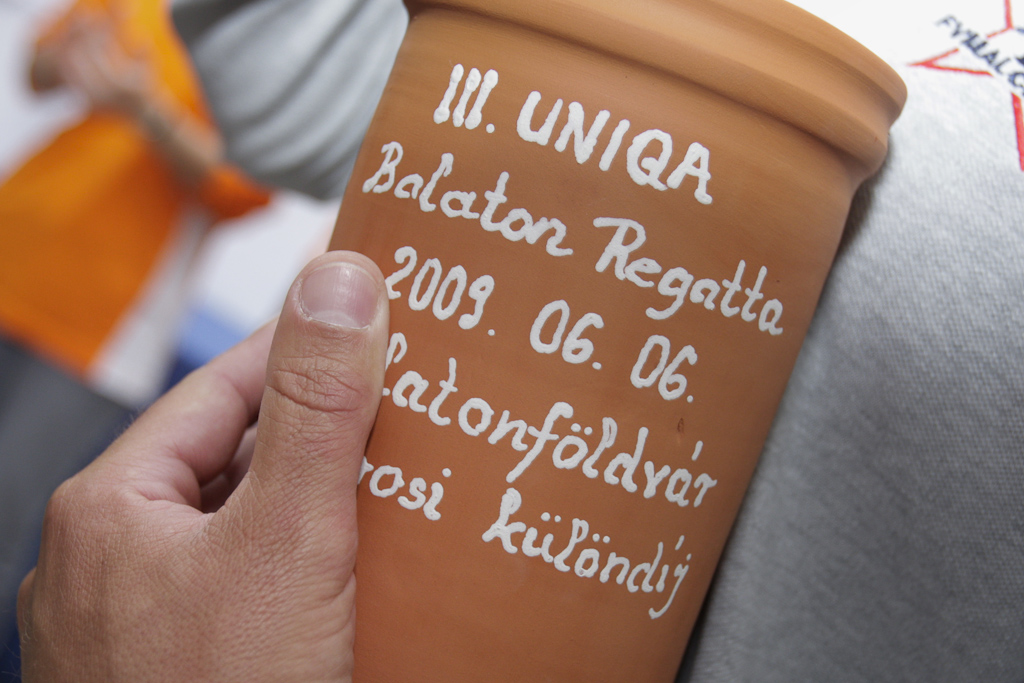 III. UNIQA
Balaton Regatta
2009. 06. 06.
latonföldvár
rosi különdíj